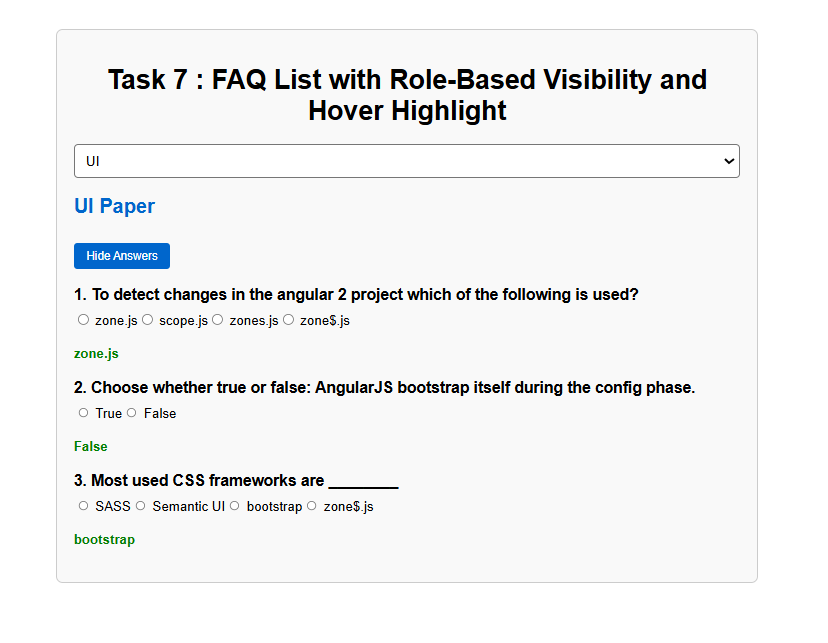 Task 7 : FAQ List with Role-Based Visibility and
Hover Highlight
UI
UI Paper
Hide Answers
1. To detect changes in the angular 2 project which of the following is used?
zone.js scope.js zones.js zone$.js
zone.js
2. Choose whether true or false: AngularJS bootstrap itself during the config phase.
True False
False
3. Most used CSS frameworks are ________
SASS Semantic UI bootstrap zone$.js
bootstrap